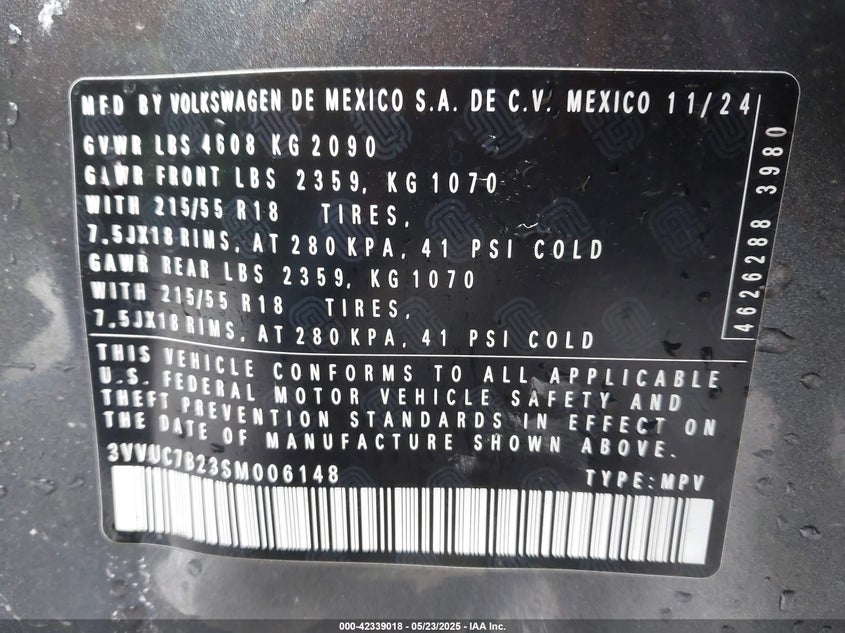 MFD BY VOLKSWAGEN DE MEXICO S.A. DE C.V. MEXICO 11/24
GVWR LBS 4608 KG 2090
GAWR FRONT LBS 2359, KG 1070
WITH 215/55 R18 TIRES,
7.5JX18 RIMS, AT 280 KPA, 41 PSI COLD
GAWR REAR LBS 2359, KG 1070
WITH 215/55 R18 TIRES,
7.5JX18 RIMS, AT 280 KPA, 41 PSI COLD
4626288 3980
THIS VEHICLE CONFORMS TO ALL APPLICABLE
U.S. FEDERAL MOTOR VEHICLE SAFETY AND
THEFT PREVENTION STANDARDS IN EFFECT ON
THE DATE OF MANUFACTURE SHOWN ABOVE.
3VVUC7B23SM006148 TYPE: MPV
000-42339018 - 05/23/2025 - IAA Inc.